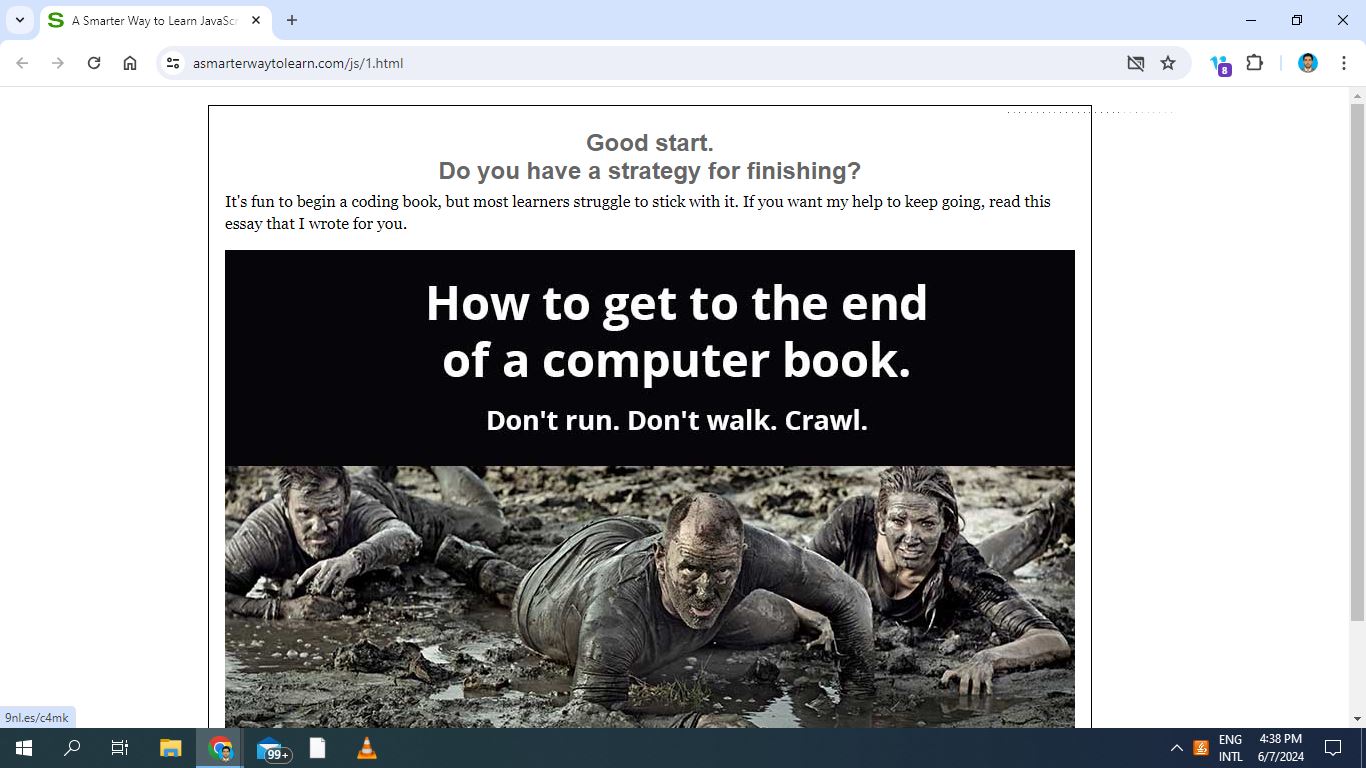 A Smarter Way to Learn JavaScr
asmarterwaytolearn.com/js/1.html
8
Good start.
Do you have a strategy for finishing?
It's fun to begin a coding book, but most learners struggle to stick with it. If you want my help to keep going, read this
essay that I wrote for you.
How to get to the end
of a computer book.
Don't run. Don't walk. Crawl.
9nl.es/c4mk
99+
ENG
INTL
4:38 PM
6/7/2024